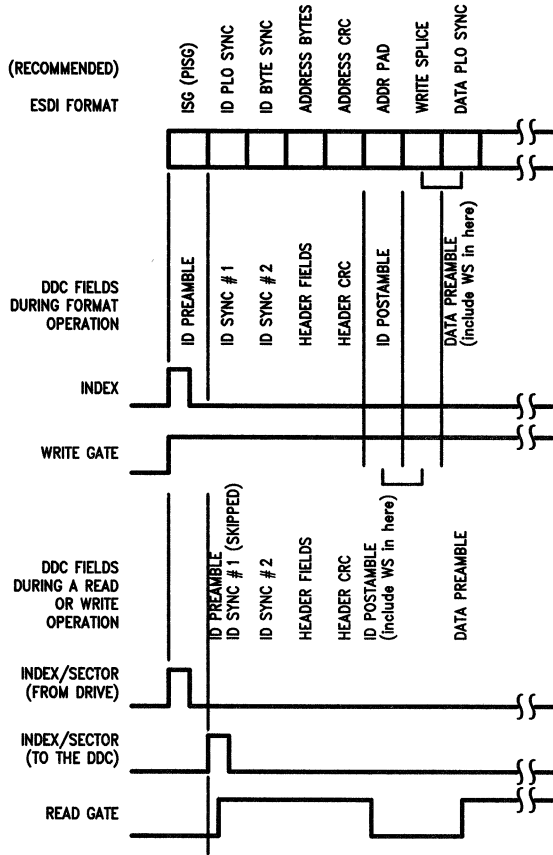 (RECOMMENDED)
ESDI FORMAT
ISG (PISG)
ID PLO SYNC
ID BYTE SYNC
ADDRESS BYTES
ADDRESS CRC
ADDR PAD
WRITE SPLICE
DATA PLO SYNC
DDC FIELDS
DURING FORMAT
OPERATION
ID PREAMBLE
ID SYNC #1
ID SYNC #2
HEADER FIELDS
HEADER CRC
ID POSTAMBLE
DATA PREAMBLE
(include WS in here)
INDEX
WRITE GATE
DDC FIELDS
DURING A READ
OR WRITE
OPERATION
ID PREAMBLE
ID SYNC #1 (SKIPPED)
ID SYNC #2
HEADER FIELDS
HEADER CRC
ID POSTAMBLE
(include WS in here)
DATA PREAMBLE
INDEX/SECTOR
(FROM DRIVE)
INDEX/SECTOR
(TO THE DDC)
READ GATE